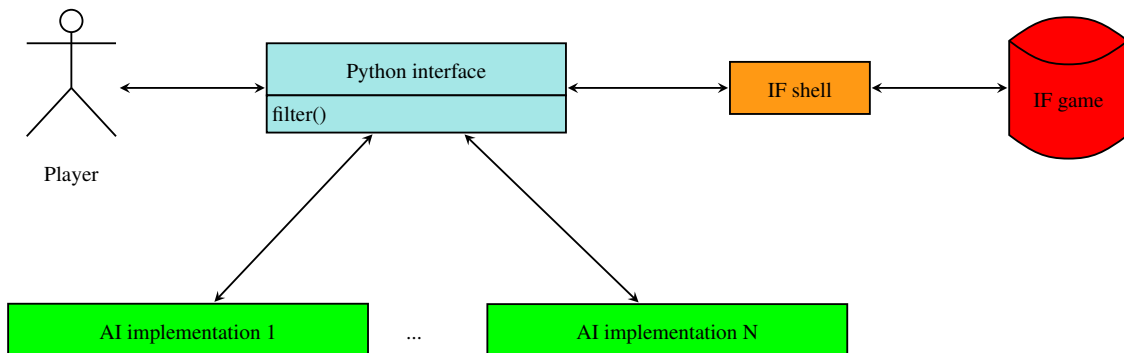 Python interface
filter()
IF shell
IF game
Player
AI implementation 1
...
AI implementation N